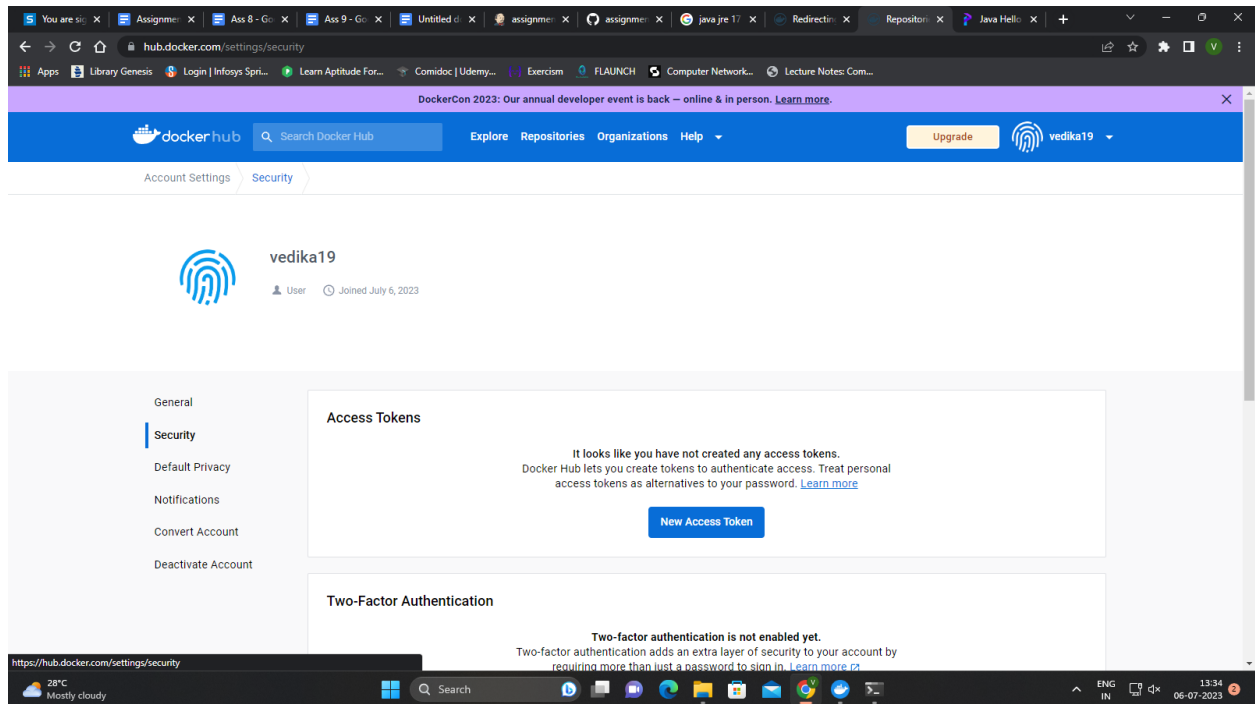 You are sig
Assignmen
Ass 8 - Go
Ass 9 - Go
Untitled d
assignmen
assignmen
java jre 17
Redirectin
Repositori
Java Hello
hub.docker.com/settings/security
V
Apps
Library Genesis
Login | Infosys Spri...
Learn Aptitude For...
Comidoc | Udemy...
Exercism
FLAUNCH
Computer Network...
Lecture Notes: Com...
DockerCon 2023: Our annual developer event is back – online & in person. Learn more.
dockerhub
Search Docker Hub
Explore
Repositories
Organizations
Help
Upgrade
vedika19
Account Settings
Security
vedika19
User
Joined July 6, 2023
General
Security
Default Privacy
Notifications
Convert Account
Deactivate Account
Access Tokens
It looks like you have not created any access tokens.
Docker Hub lets you create tokens to authenticate access. Treat personal
access tokens as alternatives to your password. Learn more
New Access Token
Two-Factor Authentication
Two-factor authentication is not enabled yet.
Two-factor authentication adds an extra layer of security to your account by
requiring more than just a password to sign in. Learn more
https://hub.docker.com/settings/security
28°C
Mostly cloudy
Search
ENG
IN
13:34
06-07-2023
2